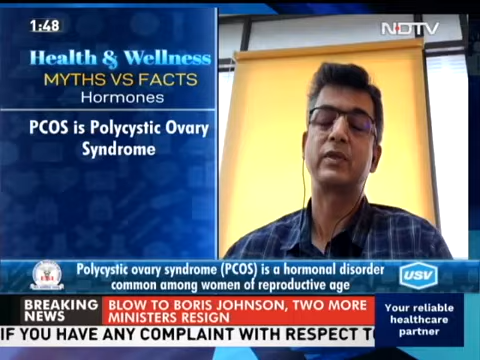 1:48
NDTV
Health & Wellness
MYTHS VS FACTS
Hormones
PCOS is Polycystic Ovary
Syndrome
Polycystic ovary syndrome (PCOS) is a hormonal disorder
common among women of reproductive age
USV
BREAKING
NEWS
BLOW TO BORIS JOHNSON, TWO MORE
MINISTERS RESIGN
Your reliable
healthcare
partner
IF YOU HAVE ANY COMPLAINT WITH RESPECT